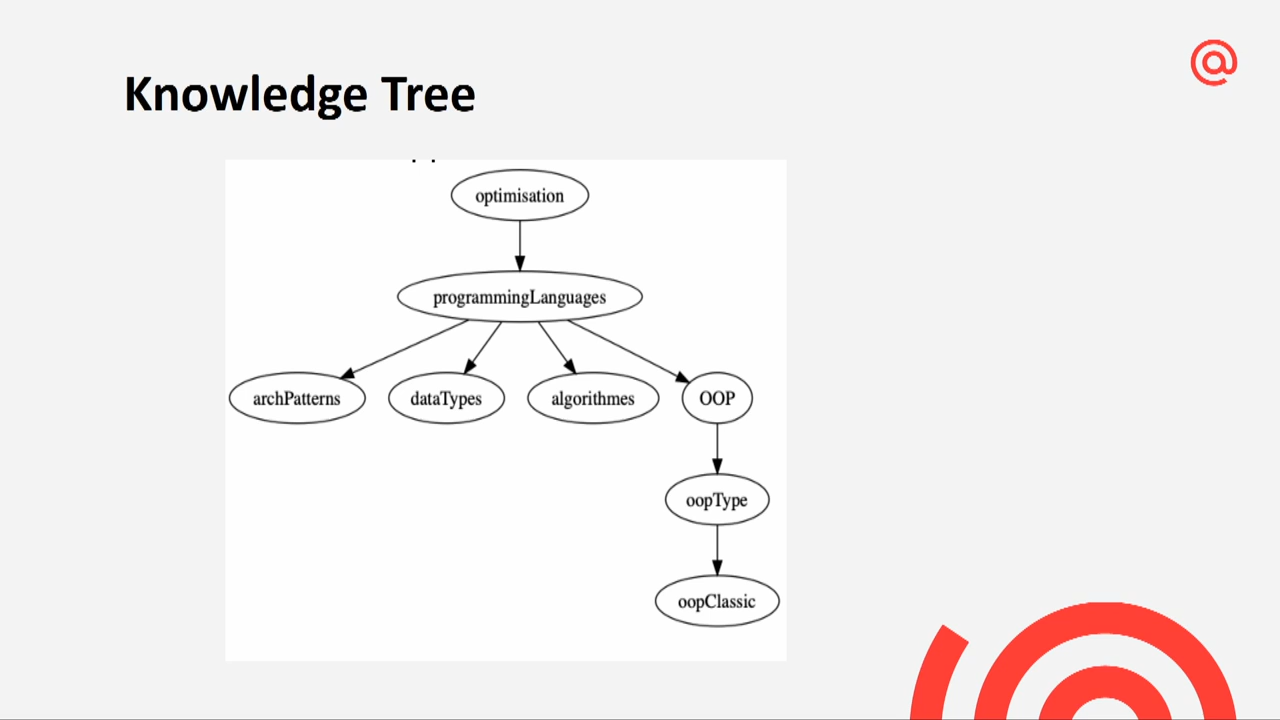 Knowledge Tree
optimisation
programmingLanguages
archPatterns
dataTypes
algorithmes
OOP
oopType
oopClassic